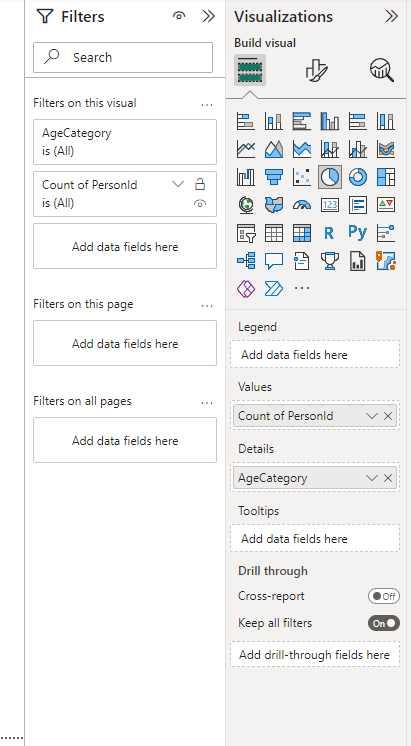 Filters
Search
Filters on this visual
AgeCategory
is (All)
Count of PersonId
is (All)
Add data fields here
Filters on this page
Add data fields here
Filters on all pages
Add data fields here
Visualizations
Build visual
123
R
Py
Legend
Add data fields here
Values
Count of PersonId
Details
AgeCategory
Tooltips
Add data fields here
Drill through
Cross-report
Off
Keep all filters
On
Add drill-through fields here